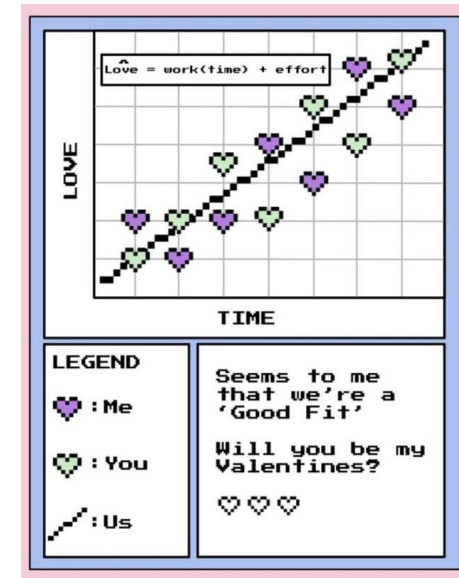 Lovê = work(time) + effort
LOVE
TIME
LEGEND
:Me
:You
:Us
Seems to me
that we're a
'Good Fit'
Will you be my
Valentines?